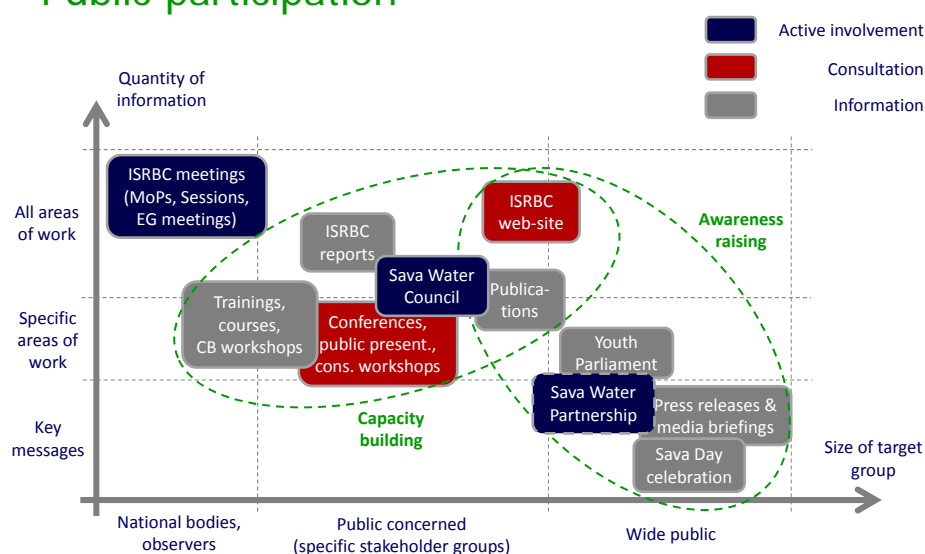 Public participation
Active involvement
Consultation
Information
Quantity of
information
ISRBC meetings
(MoPs, Sessions,
EG meetings)
All areas
of work
ISRBC
reports
ISRBC
web-site
Awareness
raising
Sava Water
Council
Publica-
tions
Trainings,
courses,
CB workshops
Conferences,
public present.,
cons. workshops
Specific
areas of
work
Youth
Parliament
Sava Water
Partnership
Press releases &
media briefings
Capacity
building
Key
messages
Sava Day
celebration
Size of target
group
National bodies,
observers
Public concerned
(specific stakeholder groups)
Wide public